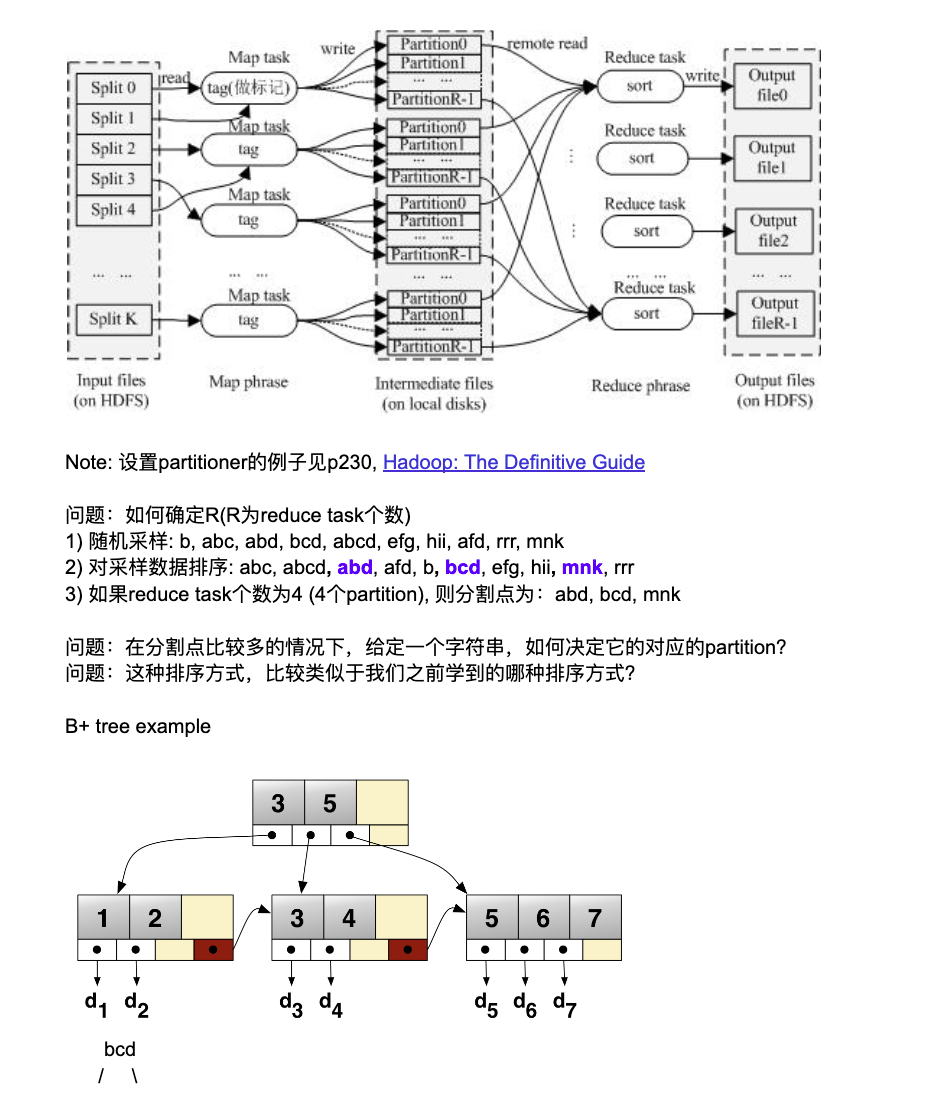 Map task
write
Partition0
remote read
Reduce task
Split 0
read
tag(做标记)
Partition1
... ...
PartitionR-1
sort
write
Output
file0
Split 1
Map task
Partition0
Reduce task
Split 2
tag
Partition1
... ...
PartitionR-1
...
sort
Output
file1
Split 3
Map task
Partition0
Reduce task
Split 4
tag
Partition1
... ...
PartitionR-1
...
sort
Output
file2
... ...
... ...
... ...
... ...
... ...
Map task
Partition0
Reduce task
Split K
tag
Partition1
... ...
PartitionR-1
sort
Output
fileR-1
Input files
(on HDFS)
Map phrase
Intermediate files
(on local disks)
Reduce phrase
Output files
(on HDFS)
Note: 设置partitioner的例子见p230, Hadoop: The Definitive Guide
问题：如何确定R(R为reduce task个数)
1) 随机采样: b, abc, abd, bcd, abcd, efg, hii, afd, rrr, mnk
2) 对采样数据排序: abc, abcd, abd, afd, b, bcd, efg, hii, mnk, rrr
3) 如果reduce task个数为4 (4个partition), 则分割点为：abd, bcd, mnk
问题：在分割点比较多的情况下，给定一个字符串，如何决定它的对应的partition?
问题：这种排序方式，比较类似于我们之前学到的哪种排序方式?
B+ tree example
3 5
1 2 3 4 5 6 7
d1 d2 d3 d4 d5 d6 d7
bcd
/ \